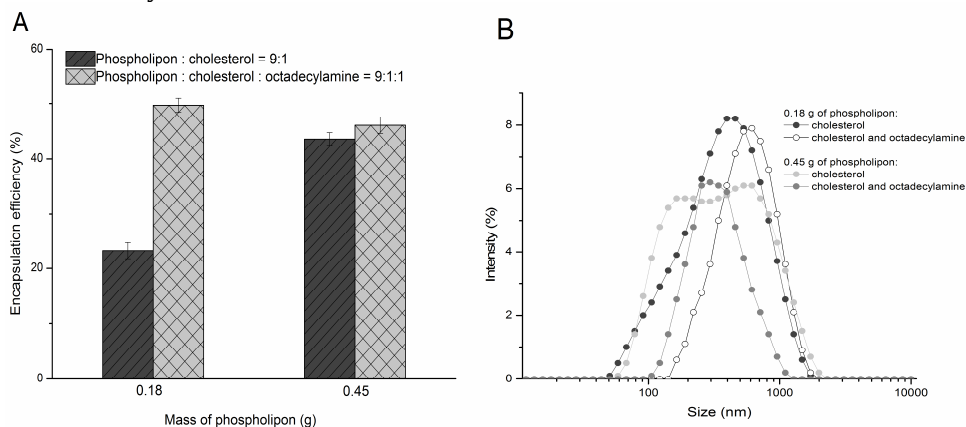 A
Encapsulation efficiency (%)
60
40
20
0
Phospholipon : cholesterol = 9:1
Phospholipon : cholesterol : octadecylamine = 9:1:1
0.18
0.45
Mass of phospholipon (g)
B
Intensity (%)
8
6
4
2
0
0.18 g of phospholipon:
cholesterol
cholesterol and octadecylamine
0.45 g of phospholipon:
cholesterol
cholesterol and octadecylamine
100
1000
10000
Size (nm)